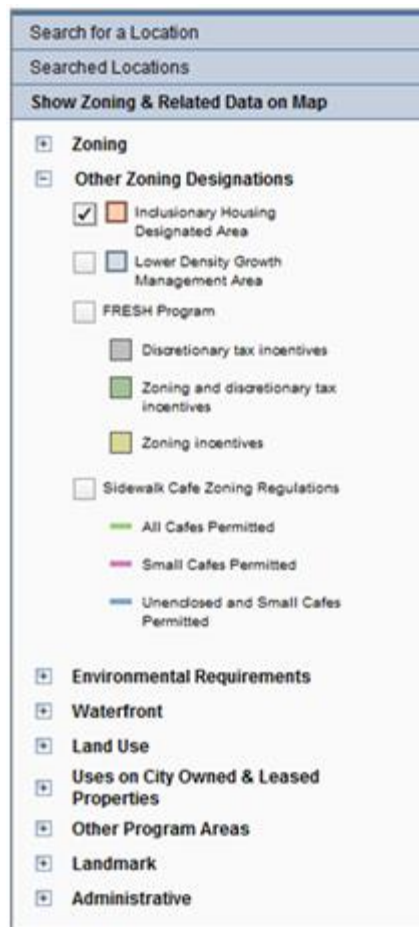 Search for a Location
Searched Locations
Show Zoning & Related Data on Map
Zoning
Other Zoning Designations
Inclusionary Housing
Designated Area
Lower Density Growth
Management Area
FRESH Program
Discretionary tax incentives
Zoning and discretionary tax
incentives
Zoning incentives
Sidewalk Cafe Zoning Regulations
All Cafes Permitted
Small Cafes Permitted
Unenclosed and Small Cafes
Permitted
Environmental Requirements
Waterfront
Land Use
Uses on City Owned & Leased
Properties
Other Program Areas
Landmark
Administrative